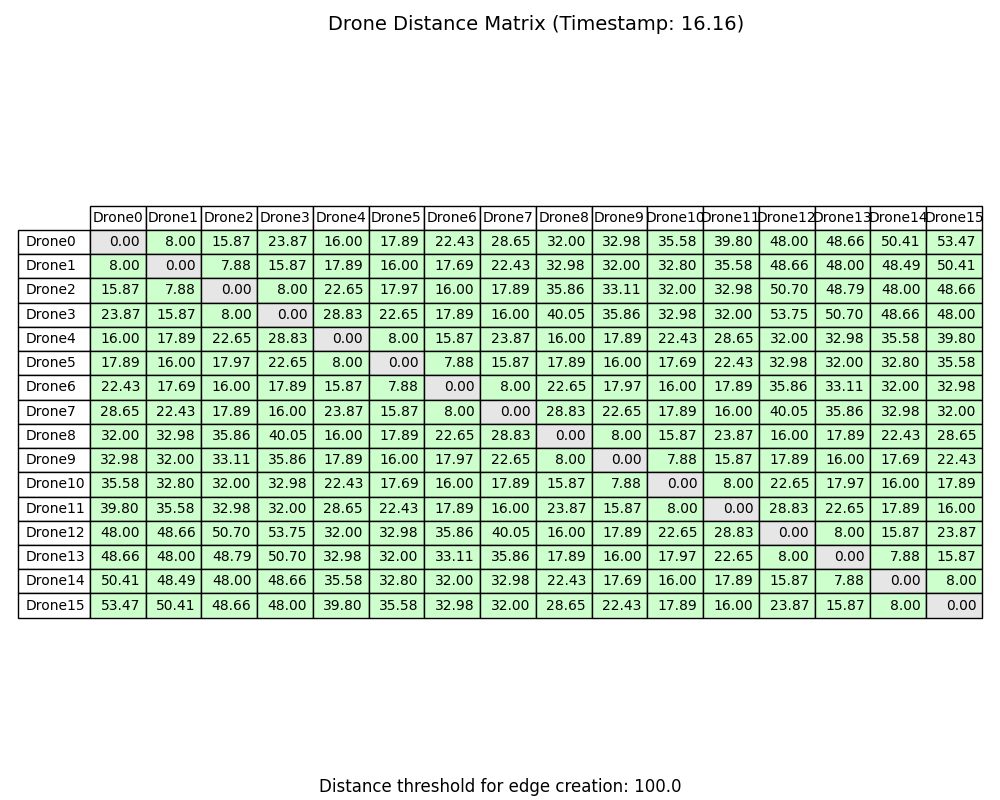 Drone Distance Matrix (Timestamp: 16.16)
Drone0 Drone1 Drone2 Drone3 Drone4 Drone5 Drone6 Drone7 Drone8 Drone9 Drone10 Drone11 Drone12 Drone13 Drone14 Drone15
Drone0 0.00 8.00 15.87 23.87 16.00 17.89 22.43 28.65 32.00 32.98 35.58 39.80 48.00 48.66 50.41 53.47
Drone1 8.00 0.00 7.88 15.87 17.89 16.00 17.69 22.43 32.98 32.00 32.80 35.58 48.66 48.00 48.49 50.41
Drone2 15.87 7.88 0.00 8.00 22.65 17.97 16.00 17.89 35.86 33.11 32.00 32.98 50.70 48.79 48.00 48.66
Drone3 23.87 15.87 8.00 0.00 28.83 22.65 17.89 16.00 40.05 35.86 32.98 32.00 53.75 50.70 48.66 48.00
Drone4 16.00 17.89 22.65 28.83 0.00 8.00 15.87 23.87 16.00 17.89 22.43 28.65 32.00 32.98 35.58 39.80
Drone5 17.89 16.00 17.97 22.65 8.00 0.00 7.88 15.87 17.89 16.00 17.69 22.43 32.98 32.00 32.80 35.58
Drone6 22.43 17.69 16.00 17.89 15.87 7.88 0.00 8.00 22.65 17.97 16.00 17.89 35.86 33.11 32.00 32.98
Drone7 28.65 22.43 17.89 16.00 23.87 15.87 8.00 0.00 28.83 22.65 17.89 16.00 40.05 35.86 32.98 32.00
Drone8 32.00 32.98 35.86 40.05 16.00 17.89 22.65 28.83 0.00 8.00 15.87 23.87 16.00 17.89 22.43 28.65
Drone9 32.98 32.00 33.11 35.86 17.89 16.00 17.97 22.65 8.00 0.00 7.88 15.87 17.89 16.00 17.69 22.43
Drone10 35.58 32.80 32.00 32.98 22.43 17.69 16.00 17.89 15.87 7.88 0.00 8.00 22.65 17.97 16.00 17.89
Drone11 39.80 35.58 32.98 32.00 28.65 22.43 17.89 16.00 23.87 15.87 8.00 0.00 28.83 22.65 17.89 16.00
Drone12 48.00 48.66 50.70 53.75 32.00 32.98 35.86 40.05 16.00 17.89 22.65 28.83 0.00 8.00 15.87 23.87
Drone13 48.66 48.00 48.79 50.70 32.98 32.00 33.11 35.86 17.89 16.00 17.97 22.65 8.00 0.00 7.88 15.87
Drone14 50.41 48.49 48.00 48.66 35.58 32.80 32.00 32.98 22.43 17.69 16.00 17.89 15.87 7.88 0.00 8.00
Drone15 53.47 50.41 48.66 48.00 39.80 35.58 32.98 32.00 28.65 22.43 17.89 16.00 23.87 15.87 8.00 0.00
Distance threshold for edge creation: 100.0